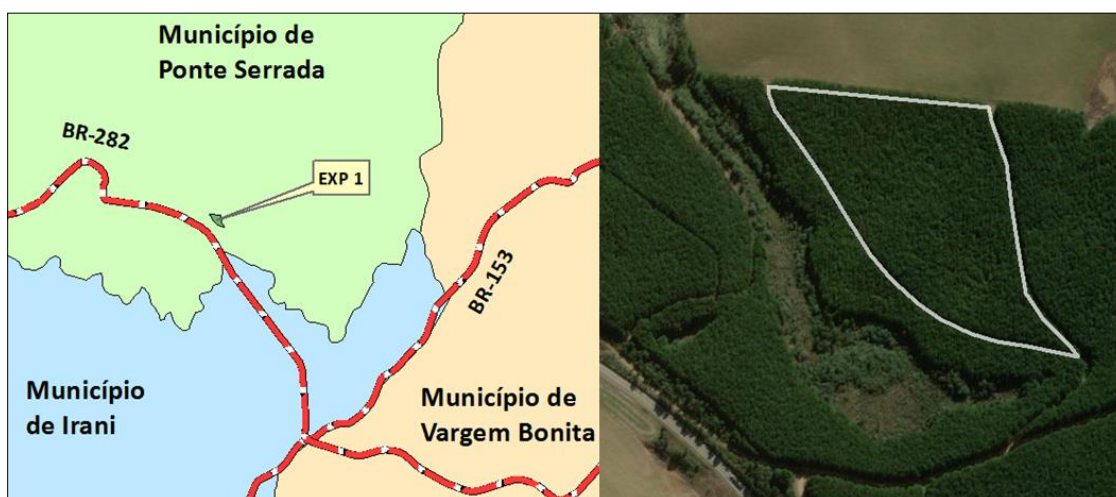 Município de
Ponte Serrada
BR-282
EXP 1
BR-153
Município
de Irani
Município de
Vargem Bonita